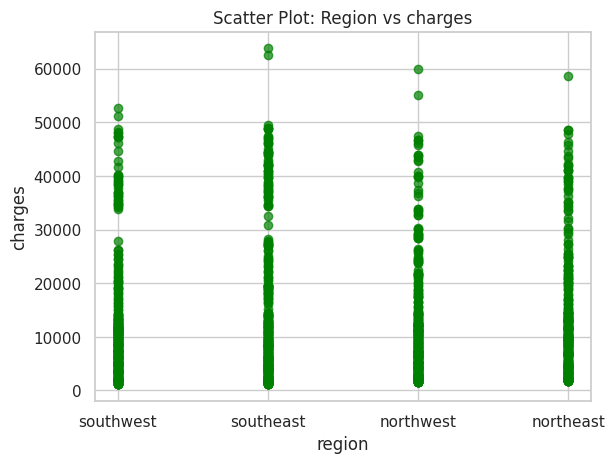 Scatter Plot: Region vs charges
charges
60000
50000
40000
30000
20000
10000
0
southwest southeast northwest northeast
region